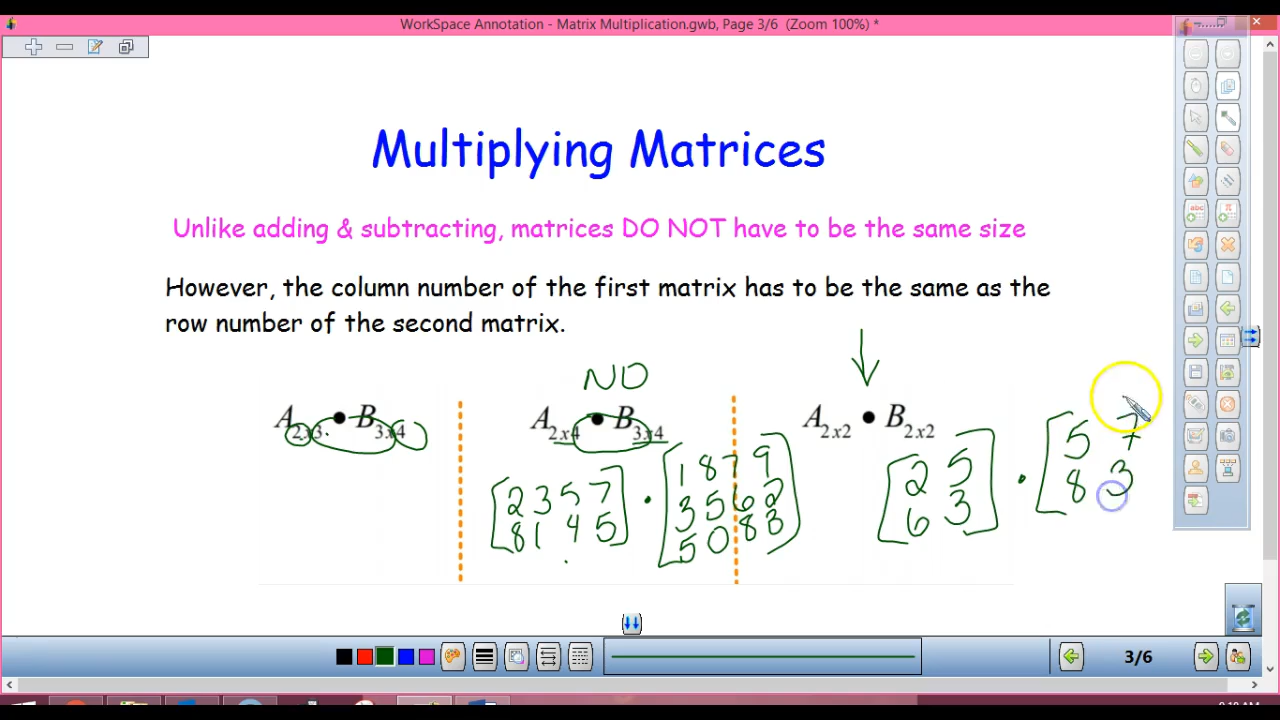 WorkSpace Annotation - Matrix Multiplication.gwb, Page 3/6 (Zoom 100%) *
Multiplying Matrices
Unlike adding & subtracting, matrices DO NOT have to be the same size
However, the column number of the first matrix has to be the same as the
row number of the second matrix.
NO
A2x3 • B3x4
A2x4 • B3x4
A2x2 • B2x2
2 3 5 7
8 1 4 5
•
1 8 7 9
3 5 6 2
5 0 8 3
2 5
6 3
•
5 7
8 3
abc
π
3/6